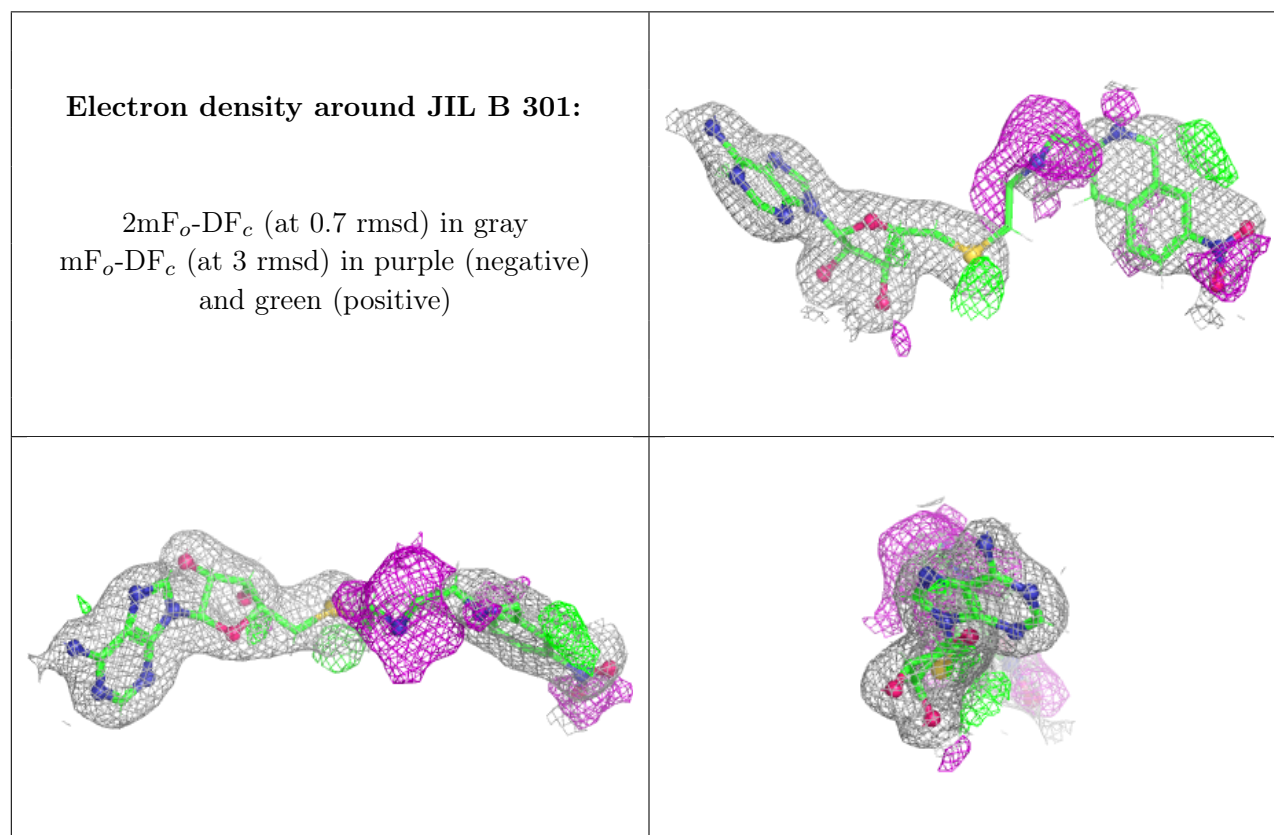 Electron density around JIL B 301:
2mFₒ-DF𝒸 (at 0.7 rmsd) in gray
mFₒ-DF𝒸 (at 3 rmsd) in purple (negative)
and green (positive)